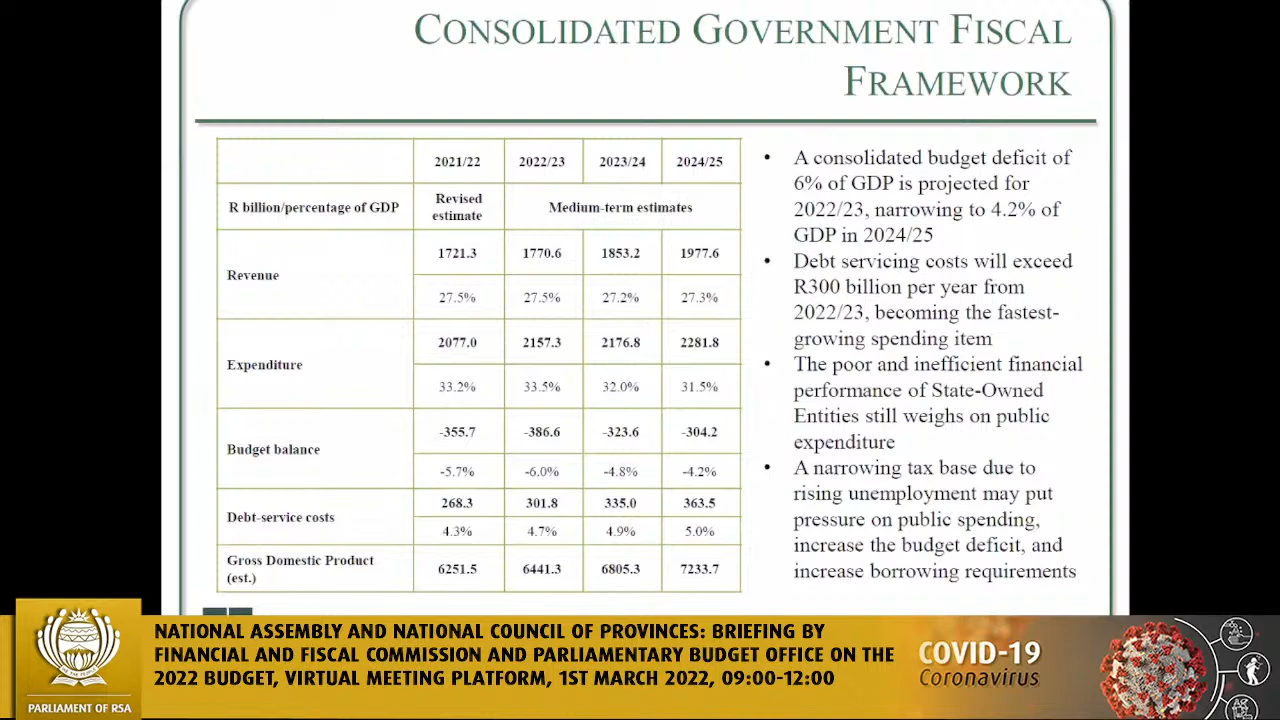 CONSOLIDATED GOVERNMENT FISCAL
FRAMEWORK
2021/22 2022/23 2023/24 2024/25
R billion/percentage of GDP Revised estimate Medium-term estimates
Revenue 1721.3 1770.6 1853.2 1977.6
27.5% 27.5% 27.2% 27.3%
Expenditure 2077.0 2157.3 2176.8 2281.8
33.2% 33.5% 32.0% 31.5%
Budget balance -355.7 -386.6 -323.6 -304.2
-5.7% -6.0% -4.8% -4.2%
Debt-service costs 268.3 301.8 335.0 363.5
4.3% 4.7% 4.9% 5.0%
Gross Domestic Product (est.) 6251.5 6441.3 6805.3 7233.7
• A consolidated budget deficit of
6% of GDP is projected for
2022/23, narrowing to 4.2% of
GDP in 2024/25
• Debt servicing costs will exceed
R300 billion per year from
2022/23, becoming the fastest-
growing spending item
• The poor and inefficient financial
performance of State-Owned
Entities still weighs on public
expenditure
• A narrowing tax base due to
rising unemployment may put
pressure on public spending,
increase the budget deficit, and
increase borrowing requirements
PARLIAMENT OF RSA
NATIONAL ASSEMBLY AND NATIONAL COUNCIL OF PROVINCES: BRIEFING BY
FINANCIAL AND FISCAL COMMISSION AND PARLIAMENTARY BUDGET OFFICE ON THE
2022 BUDGET, VIRTUAL MEETING PLATFORM, 1ST MARCH 2022, 09:00-12:00
COVID-19
Coronavirus